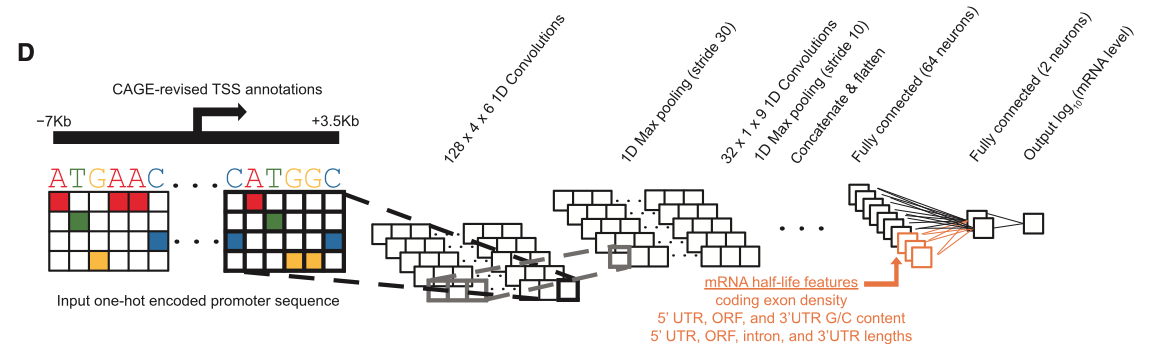 D
CAGE-revised TSS annotations
−7Kb
+3.5Kb
ATGAAC...CATGGC
Input one-hot encoded promoter sequence
128 x 4 x 6 1D Convolutions
1D Max pooling (stride 30)
32 x 1 x 9 1D Convolutions
1D Max pooling (stride 10)
Concatenate & flatten
Fully connected (64 neurons)
Fully connected (2 neurons)
Output log10(mRNA level)
mRNA half-life features
coding exon density
5' UTR, ORF, and 3'UTR G/C content
5' UTR, ORF, intron, and 3'UTR lengths